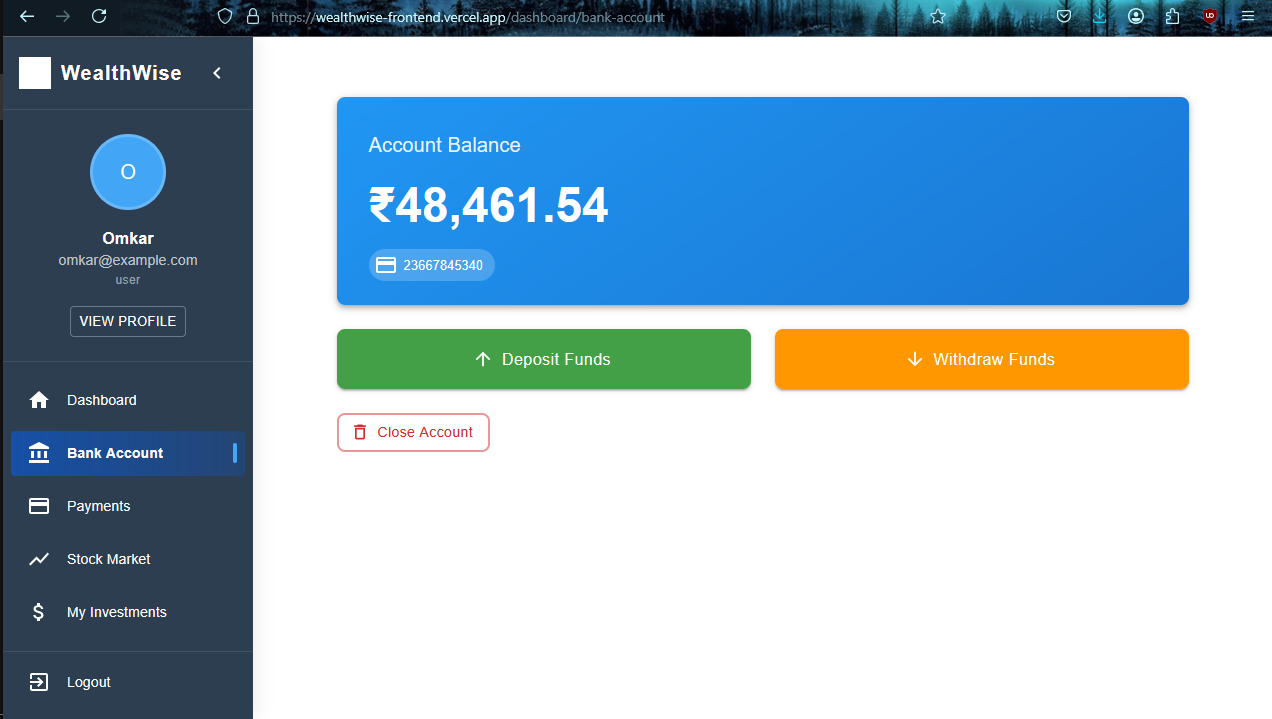 https://wealthwise-frontend.vercel.app/dashboard/bank-account
WealthWise
O
Omkar
omkar@example.com
user
VIEW PROFILE
Dashboard
Bank Account
Payments
Stock Market
My Investments
Logout
Account Balance
₹48,461.54
23667845340
Deposit Funds
Withdraw Funds
Close Account